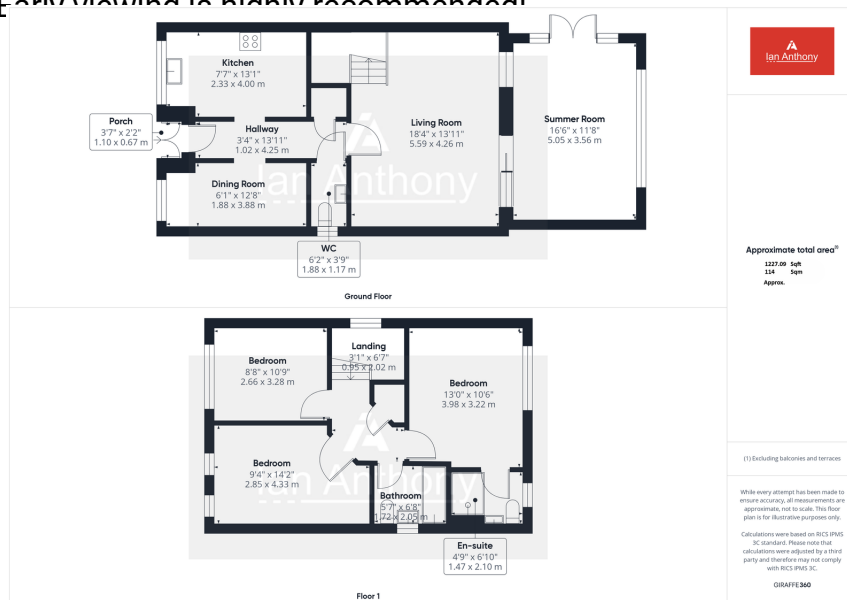 Early viewing is highly recommended!
Kitchen
7'7" x 13'1"
2.33 x 4.00 m
Porch
3'7" x 2'2"
1.10 x 0.67 m
Hallway
3'4" x 13'11"
1.02 x 4.25 m
Living Room
18'4" x 13'11"
5.59 x 4.26 m
Summer Room
16'6" x 11'8"
5.05 x 3.56 m
Dining Room
6'1" x 12'8"
1.88 x 3.88 m
Ian Anthony
WC
6'2" x 3'9"
1.88 x 1.17 m
Ground Floor
Landing
3'1" x 6'7"
0.95 x 2.02 m
Bedroom
8'8" x 10'9"
2.66 x 3.28 m
Bedroom
13'0" x 10'6"
3.98 x 3.22 m
Bedroom
9'4" x 14'2"
2.85 x 4.33 m
Ian Anthony
Bathroom
5'7" x 6'8"
1.72 x 2.05 m
En-suite
4'9" x 6'10"
1.47 x 2.10 m
Floor 1
Ian Anthony
Approximate total area(1)
1227.09 Sqft
114 Sqm
Approx.
(1) Excluding balconies and terraces
While every attempt has been made to
ensure accuracy, all measurements are
approximate, not to scale. This floor
plan is for illustrative purposes only.
Calculations were based on RICS IPMS
3C standard. Please note that
calculations were adjusted by a third
party and therefore may not comply
with RICS IPMS 3C.
GIRAFFE360